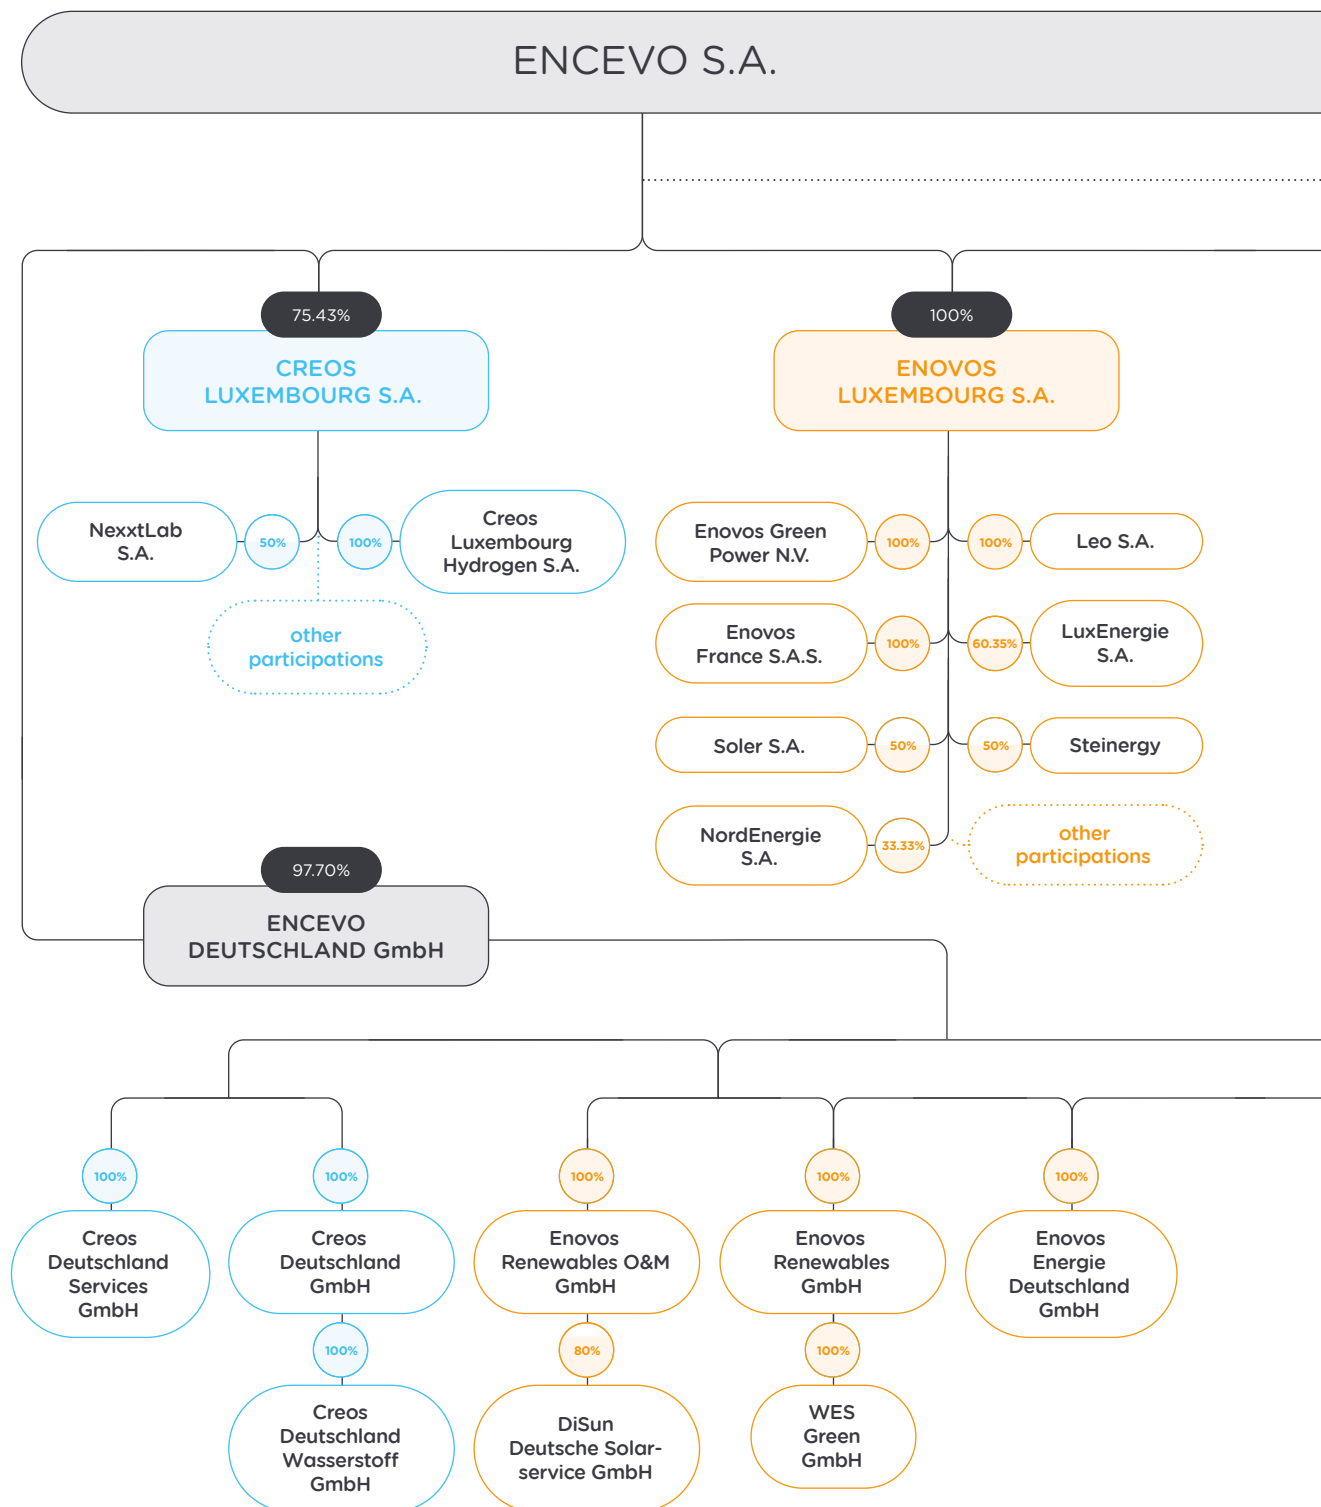 ENCEVO S.A.
75.43%
CREOS
LUXEMBOURG S.A.
NexxtLab
S.A.
50%
100%
Creos
Luxembourg
Hydrogen S.A.
other
participations
100%
ENOVOS
LUXEMBOURG S.A.
Enovos Green
Power N.V.
100%
100%
Leo S.A.
Enovos
France S.A.S.
100%
60.35%
LuxEnergie
S.A.
Soler S.A.
50%
50%
Steinergy
NordEnergie
S.A.
33.33%
other
participations
97.70%
ENCEVO
DEUTSCHLAND GmbH
100%
Creos
Deutschland
Services
GmbH
100%
Creos
Deutschland
GmbH
100%
Creos
Deutschland
Wasserstoff
GmbH
100%
Enovos
Renewables O&M
GmbH
80%
DiSun
Deutsche Solar-
service GmbH
100%
Enovos
Renewables
GmbH
100%
WES
Green
GmbH
100%
Enovos
Energie
Deutschland
GmbH